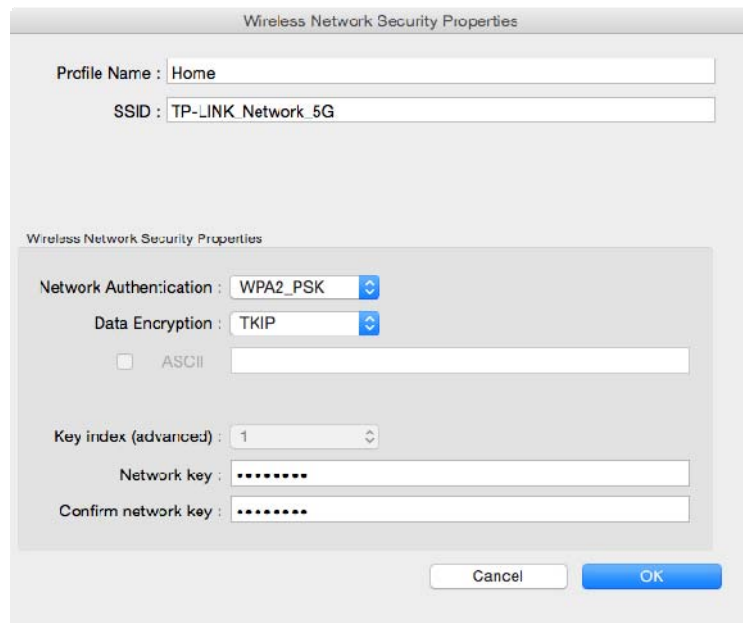 Wireless Network Security Properties
Profile Name : Home
SSID : TP-LINK_Network_5G
Wireless Network Security Properties
Network Authentication : WPA2_PSK
Data Encryption : TKIP
ASCII
Key index (advanced) : 1
Network key : ••••••••
Confirm network key : ••••••••
Cancel OK